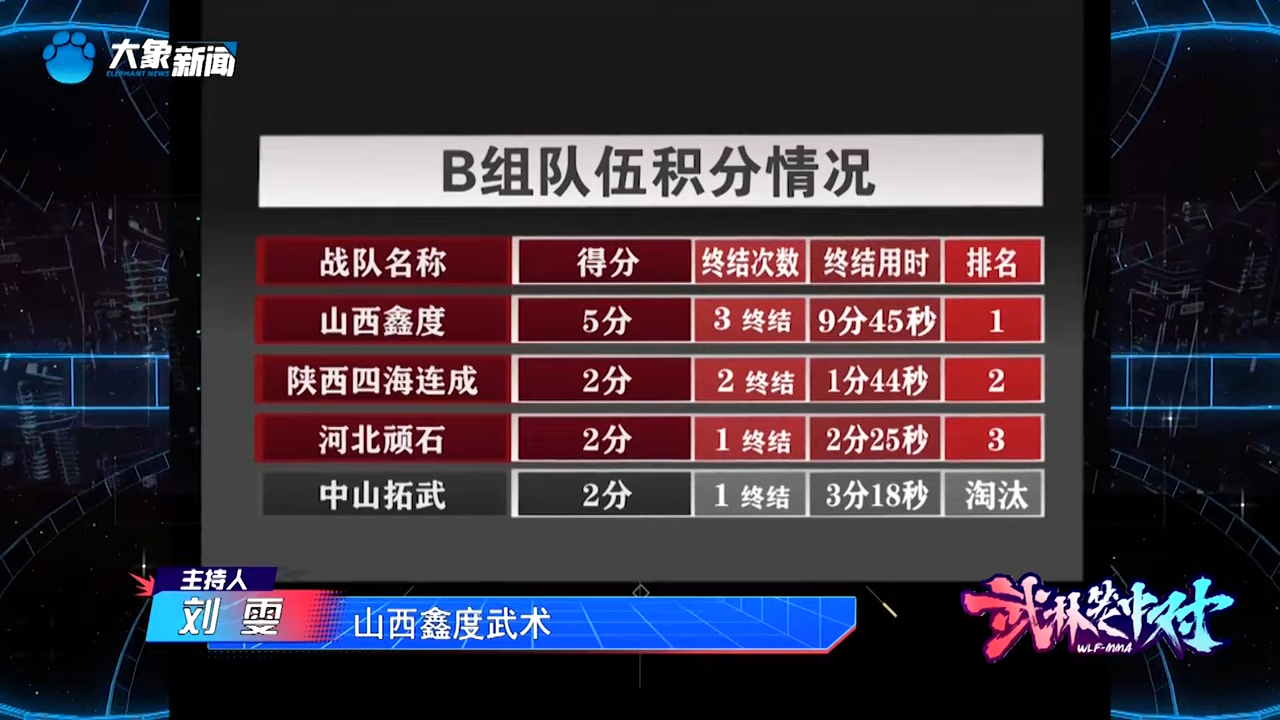 大象新闻
ELEPHANT NEWS
B组队伍积分情况
战队名称 得分 终结次数 终结用时 排名
山西鑫度 5分 3 终结 9分45秒 1
陕西四海连成 2分 2 终结 1分44秒 2
河北顽石 2分 1 终结 2分25秒 3
中山拓武 2分 1 终结 3分18秒 淘汰
主持人
刘雯
山西鑫度武术
武林笼中对
WLF-MMA